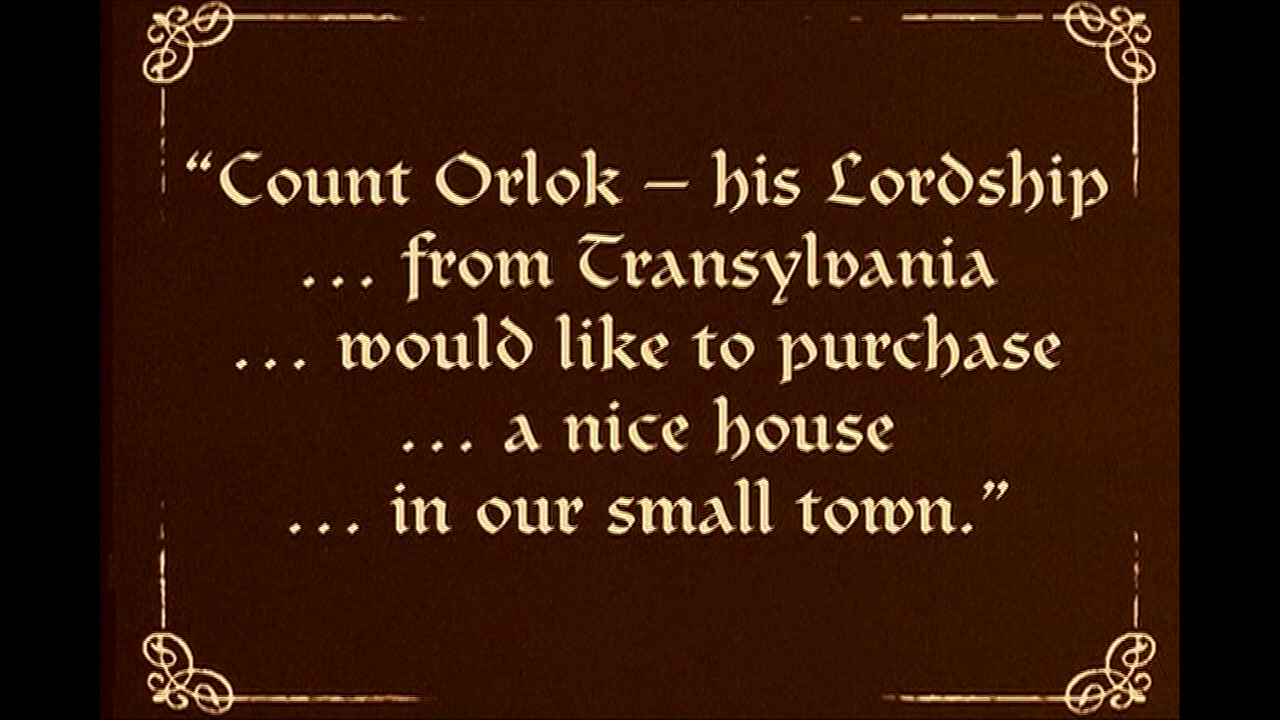 “Count Orlok – his Lordship
... from Transylvania
... would like to purchase
... a nice house
... in our small town.”